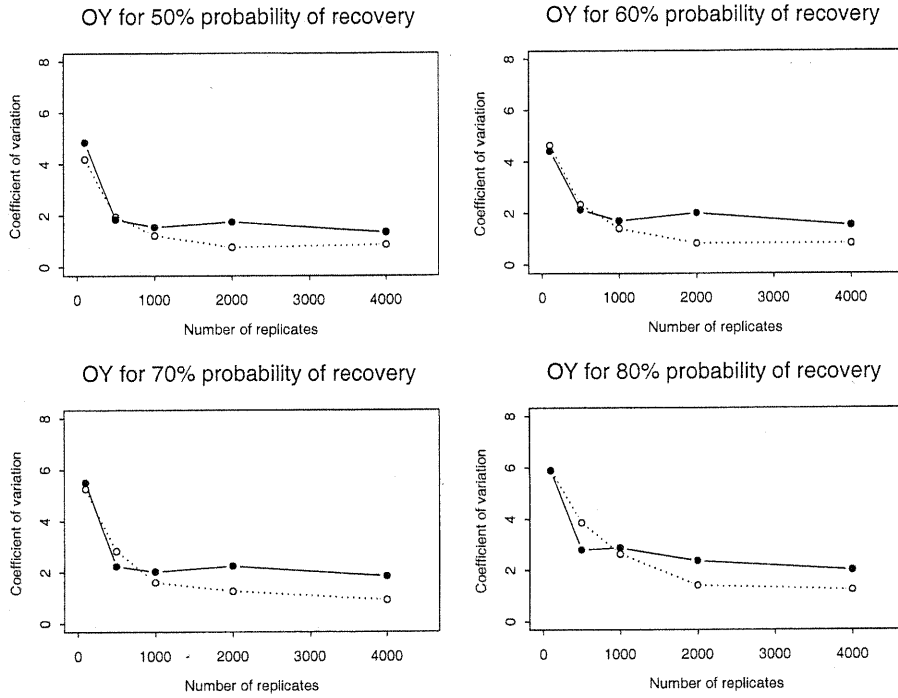 OY for 50% probability of recovery
Coefficient of variation
8
6
4
2
0
0 1000 2000 3000 4000
Number of replicates
OY for 60% probability of recovery
Coefficient of variation
8
6
4
2
0
0 1000 2000 3000 4000
Number of replicates
OY for 70% probability of recovery
Coefficient of variation
8
6
4
2
0
0 1000 2000 3000 4000
Number of replicates
OY for 80% probability of recovery
Coefficient of variation
8
6
4
2
0
0 1000 2000 3000 4000
Number of replicates